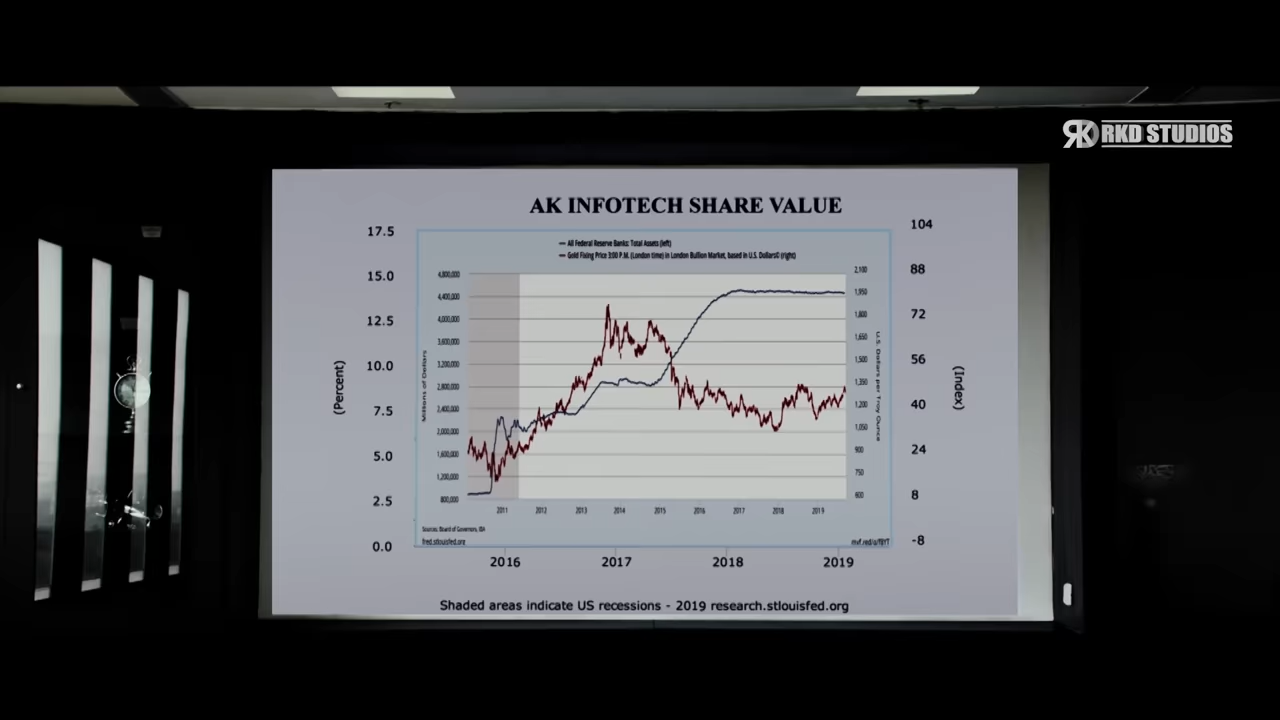 RKD STUDIOS
AK INFOTECH SHARE VALUE
17.5
15.0
12.5
10.0
7.5
5.0
2.5
0.0
(Percent)
All Federal Reserve Banks: Total Assets (left)
Gold Fixing Price 3:00 P.M. (London time) in London Bullion Market, based in U.S. Dollars© (right)
4,800,000
4,400,000
4,000,000
3,600,000
3,200,000
2,800,000
2,400,000
2,000,000
1,600,000
1,200,000
800,000
Millions of Dollars
2,100
1,950
1,800
1,650
1,500
1,350
1,200
1,050
900
750
600
U.S. Dollars per Troy Ounce
104
88
72
56
40
24
8
-8
(Index)
2011 2012 2013 2014 2015 2016 2017 2018 2019
Sources: Board of Governors, IBA
fred.stlouisfed.org
2016 2017 2018 2019
Shaded areas indicate US recessions - 2019 research.stlouisfed.org